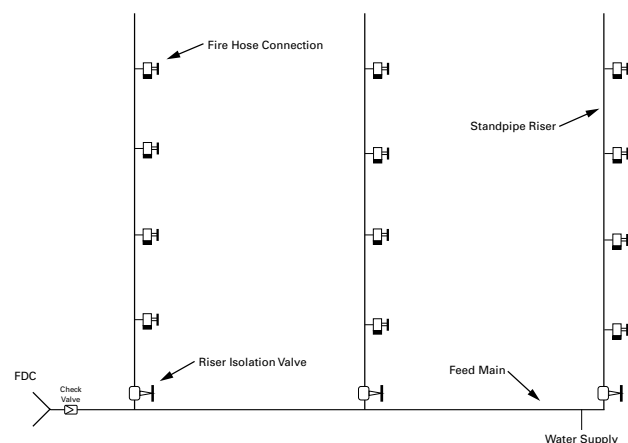 Fire Hose Connection
Standpipe Riser
Riser Isolation Valve
Feed Main
FDC
Check
Valve
Water Supply